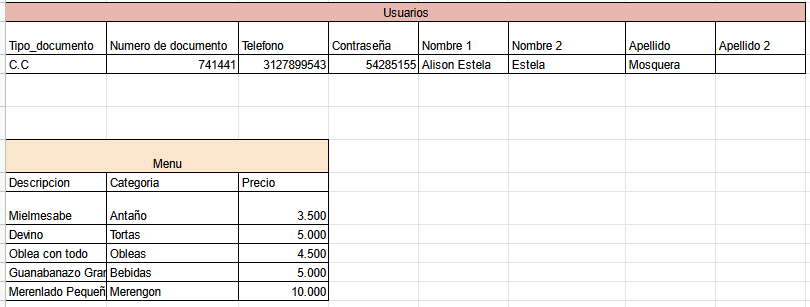 Usuarios
Tipo_documento Numero de documento Telefono Contraseña Nombre 1 Nombre 2 Apellido Apellido 2
C.C 741441 3127899543 54285155 Alison Estela Estela Mosquera
Menu
Descripcion Categoria Precio
Mielmesabe Antaño 3.500
Devino Tortas 5.000
Oblea con todo Obleas 4.500
Guanabanazo Gran Bebidas 5.000
Merenlado Pequeñ Merengon 10.000